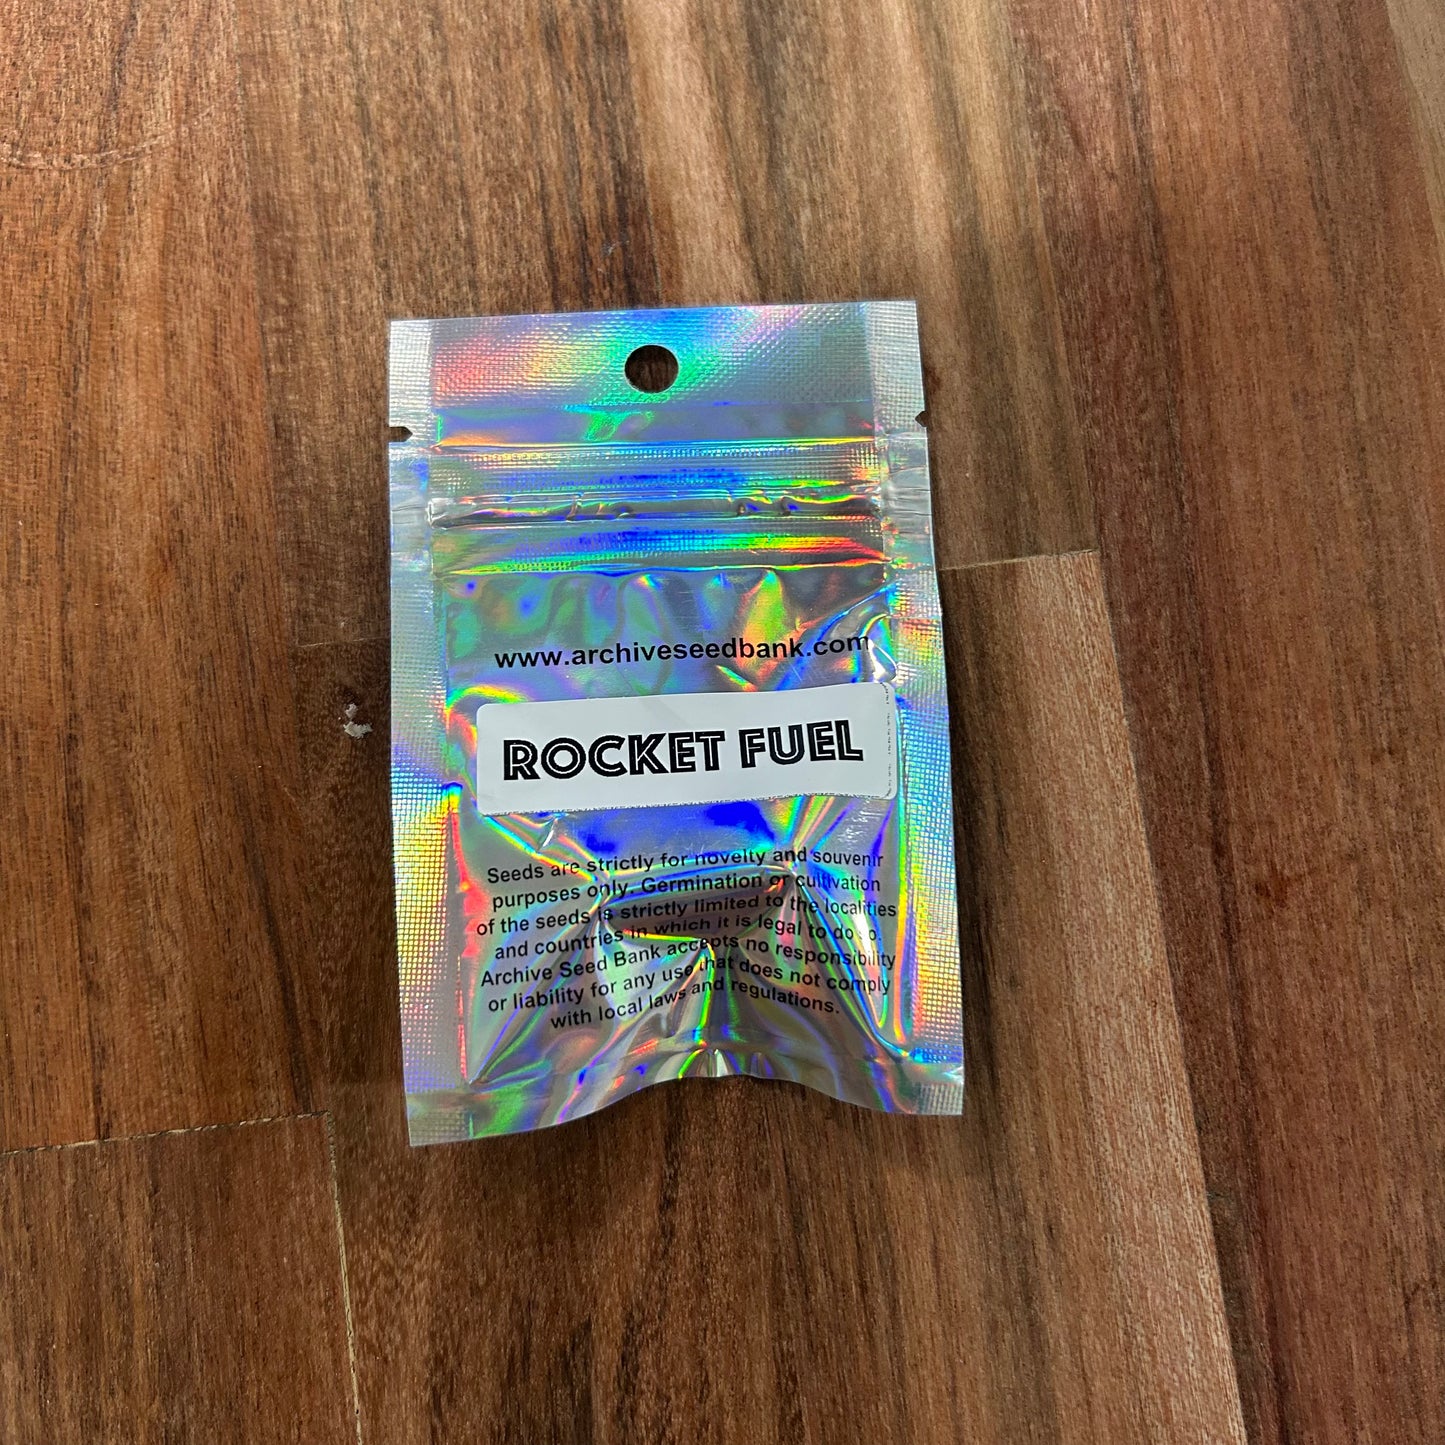 www.archiveseedbank.com
ROCKET FUEL
Seeds are strictly for novelty and souvenir
purposes only. Germination or cultivation
of the seeds is strictly limited to the localities
and countries in which it is legal to do so.
Archive Seed Bank accepts no responsibility
or liability for any use that does not comply
with local laws and regulations.